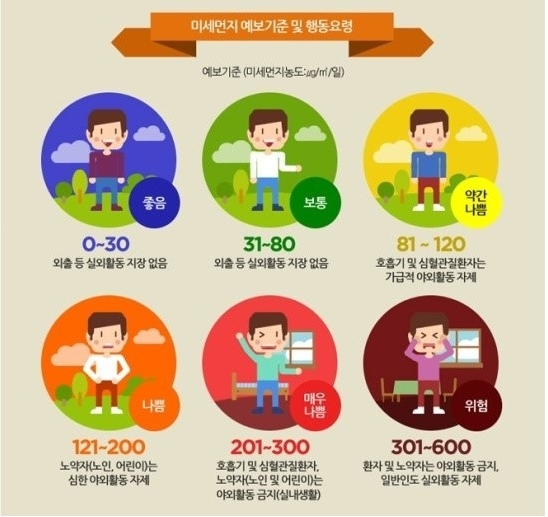 미세먼지 예보기준 및 행동요령
예보기준 (미세먼지농도:㎍/㎥/일)
좋음
0~30
외출 등 실외활동 지장 없음
보통
31~80
외출 등 실외활동 지장 없음
약간
나쁨
81 ~ 120
호흡기 및 심혈관질환자는
가급적 야외활동 자제
나쁨
121~200
노약자(노인, 어린이)는
심한 야외활동 자제
매우
나쁨
201~300
호흡기 및 심혈관질환자,
노약자(노인 및 어린이)는
야외활동 금지(실내생활)
위험
301~600
환자 및 노약자는 야외활동 금지,
일반인도 실외활동 자제